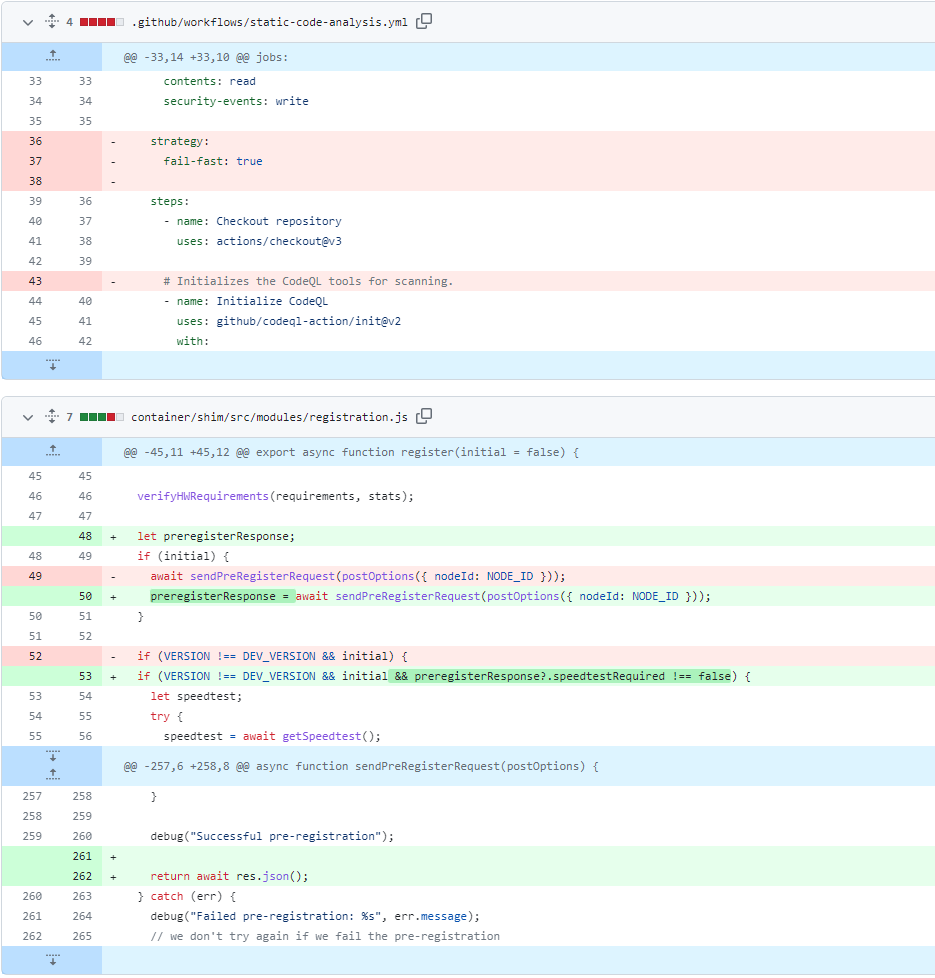 4 .github/workflows/static-code-analysis.yml
@@ -33,14 +33,10 @@ jobs:
33 33 contents: read
34 34 security-events: write
35 35
36 - strategy:
37 - fail-fast: true
38 -
39 36 steps:
40 37 - name: Checkout repository
41 38 uses: actions/checkout@v3
42 39
43 - # Initializes the CodeQL tools for scanning.
44 40 - name: Initialize CodeQL
45 41 uses: github/codeql-action/init@v2
46 42 with:
7 container/shim/src/modules/registration.js
@@ -45,11 +45,12 @@ export async function register(initial = false) {
45 45
46 46 verifyHWRequirements(requirements, stats);
47 47
48 + let preregisterResponse;
48 49 if (initial) {
49 - await sendPreRegisterRequest(postOptions({ nodeId: NODE_ID }));
50 + preregisterResponse = await sendPreRegisterRequest(postOptions({ nodeId: NODE_ID }));
50 51 }
51 52
52 - if (VERSION !== DEV_VERSION && initial) {
53 + if (VERSION !== DEV_VERSION && initial && preregisterResponse?.speedtestRequired !== false) {
53 54 let speedtest;
54 55 try {
55 56 speedtest = await getSpeedtest();
@@ -257,6 +258,8 @@ async function sendPreRegisterRequest(postOptions) {
257 258 }
258 259
259 260 debug("Successful pre-registration");
261 +
262 + return await res.json();
260 263 } catch (err) {
261 264 debug("Failed pre-registration: %s", err.message);
262 265 // we don't try again if we fail the pre-registration